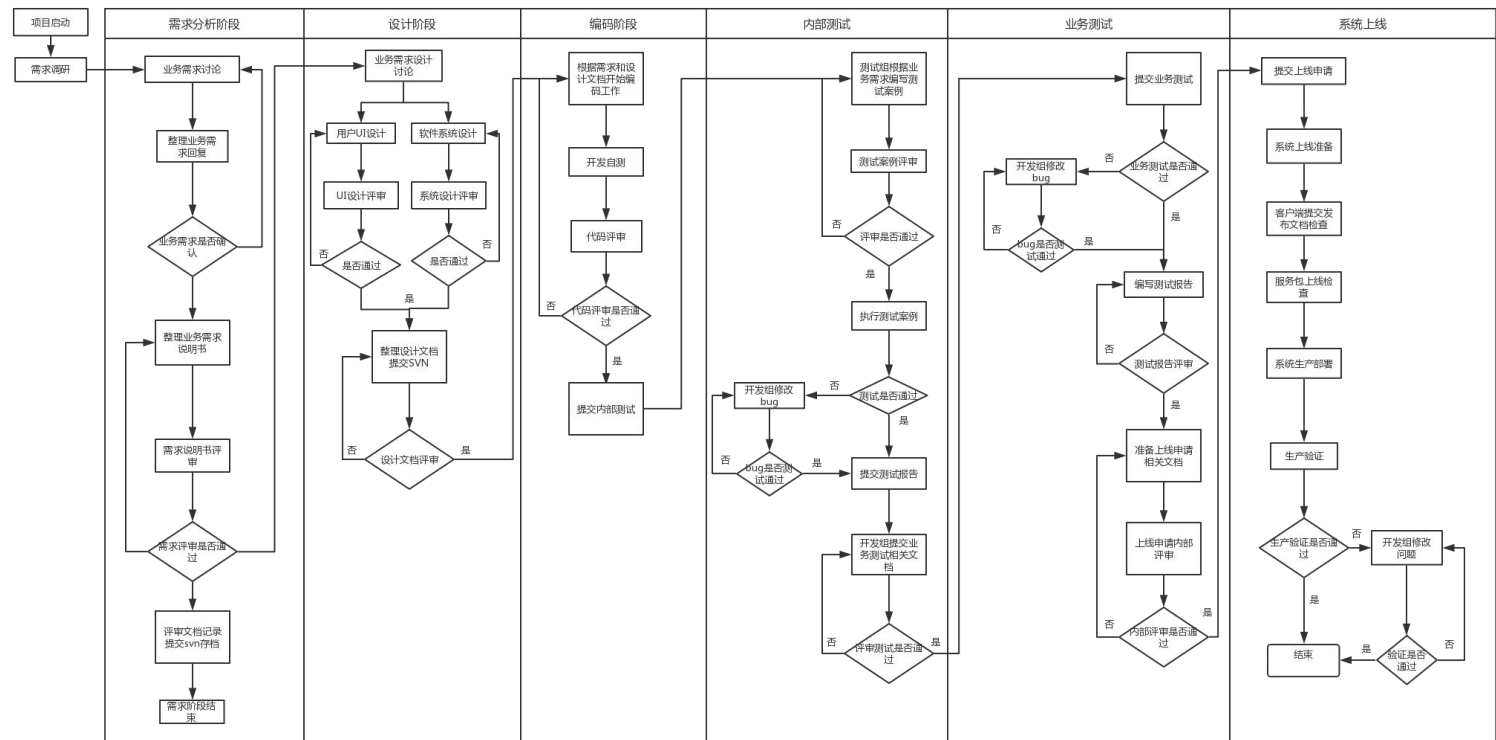 项目启动
需求调研
需求分析阶段
业务需求讨论
整理业务需
求回复
业务需求是否确
认
整理业务需求
说明书
需求说明书评
审
需求评审是否通
过
评审文档记录
提交svn存档
需求阶段结
束
设计阶段
业务需求设计
讨论
用户UI设计
软件系统设计
UI设计评审
系统设计评审
否
是否通过
是否通过
否
是
整理设计文档
提交SVN
否
设计文档评审
是
编码阶段
根据需求和设
计文档开始编
码工作
开发自测
代码评审
否
代码评审是否通
过
是
提交内部测试
内部测试
测试组根据业
务需求编写测
试案例
测试案例评审
否
评审是否通过
是
执行测试案例
开发组修改
bug
否
测试是否通过
是
否
bug是否测
试通过
是
提交测试报告
开发组提交业
务测试相关文
档
否
评审测试是否通
过
是
业务测试
提交业务测试
开发组修改
bug
否
业务测试是否通
过
是
否
bug是否测
试通过
是
编写测试报告
否
测试报告评审
是
准备上线申请
相关文档
上线申请内部
评审
否
内部评审是否通
过
是
系统上线
提交上线申请
系统上线准备
客户端提交发
布文档检查
服务包上线检
查
系统生产部署
生产验证
生产验证是否通
过
否
开发组修改
问题
是
结束
是
验证是否
通过
否